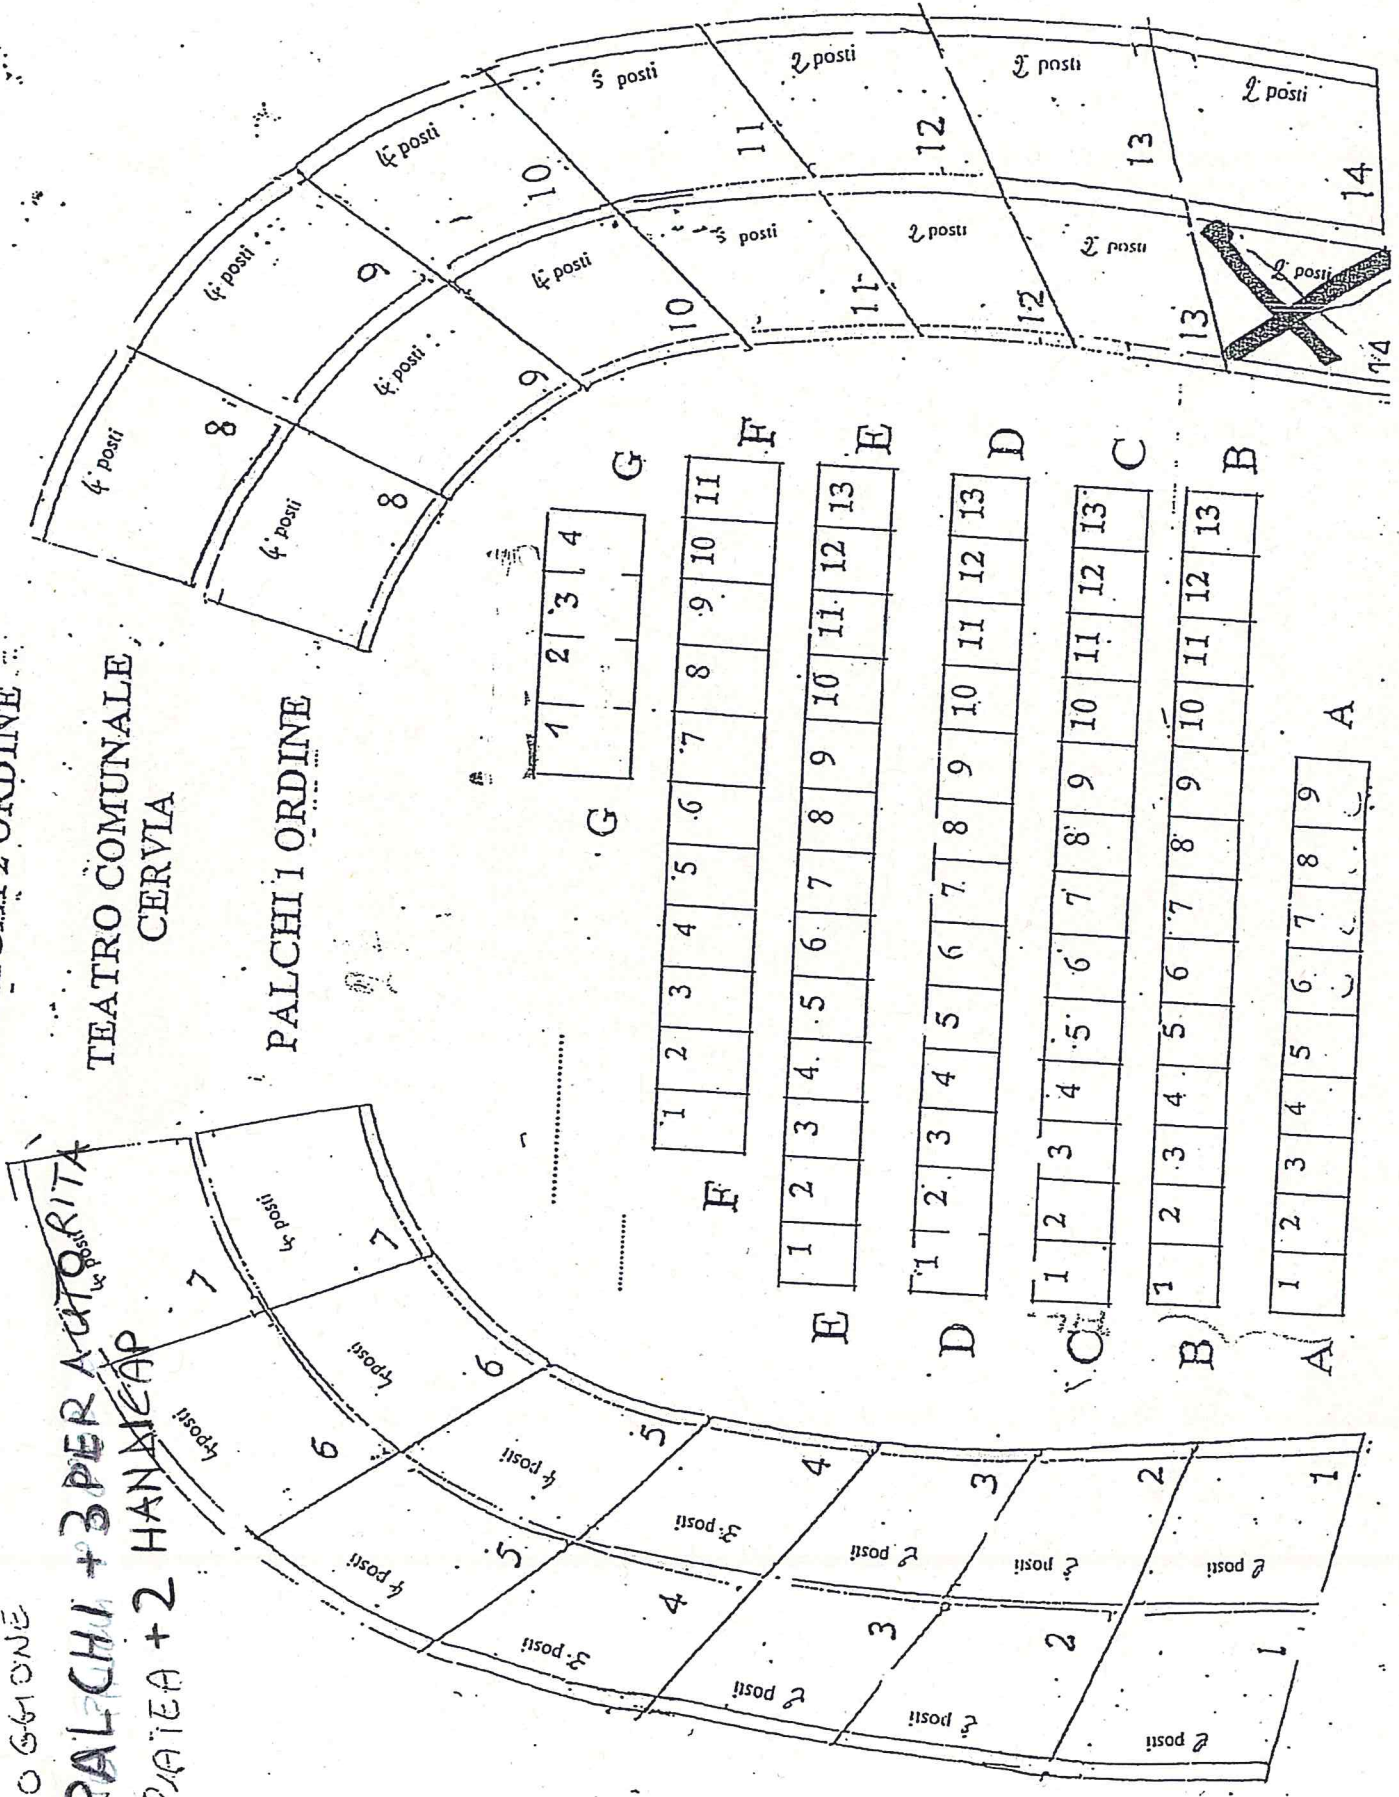 PALCHI + 3 PER AUTORITA
+ 2 HANDICAP
TEATRO COMUNALE
CERVIA
PALCHI 1 ORDINE
4 posti 7
4 posti 6
4 posti 5
3 posti 4
2 posti 3
2 posti 2
2 posti 1
4 posti 7
4 posti 6
4 posti 5
3 posti 4
2 posti 3
2 posti 2
2 posti 1
4 posti 8
4 posti 9
4 posti 10
3 posti 11
2 posti 12
2 posti 13
2 posti 14
4 posti 8
4 posti 9
4 posti 10
3 posti 11
2 posti 12
2 posti 13
2 posti 14
G 1 2 3 4 G
F 1 2 3 4 5 6 7 8 9 10 11 F
E 1 2 3 4 5 6 7 8 9 10 11 12 13 E
D 1 2 3 4 5 6 7 8 9 10 11 12 13 D
C 1 2 3 4 5 6 7 8 9 10 11 12 13 C
B 1 2 3 4 5 6 7 8 9 10 11 12 13 B
A 1 2 3 4 5 6 7 8 9 A